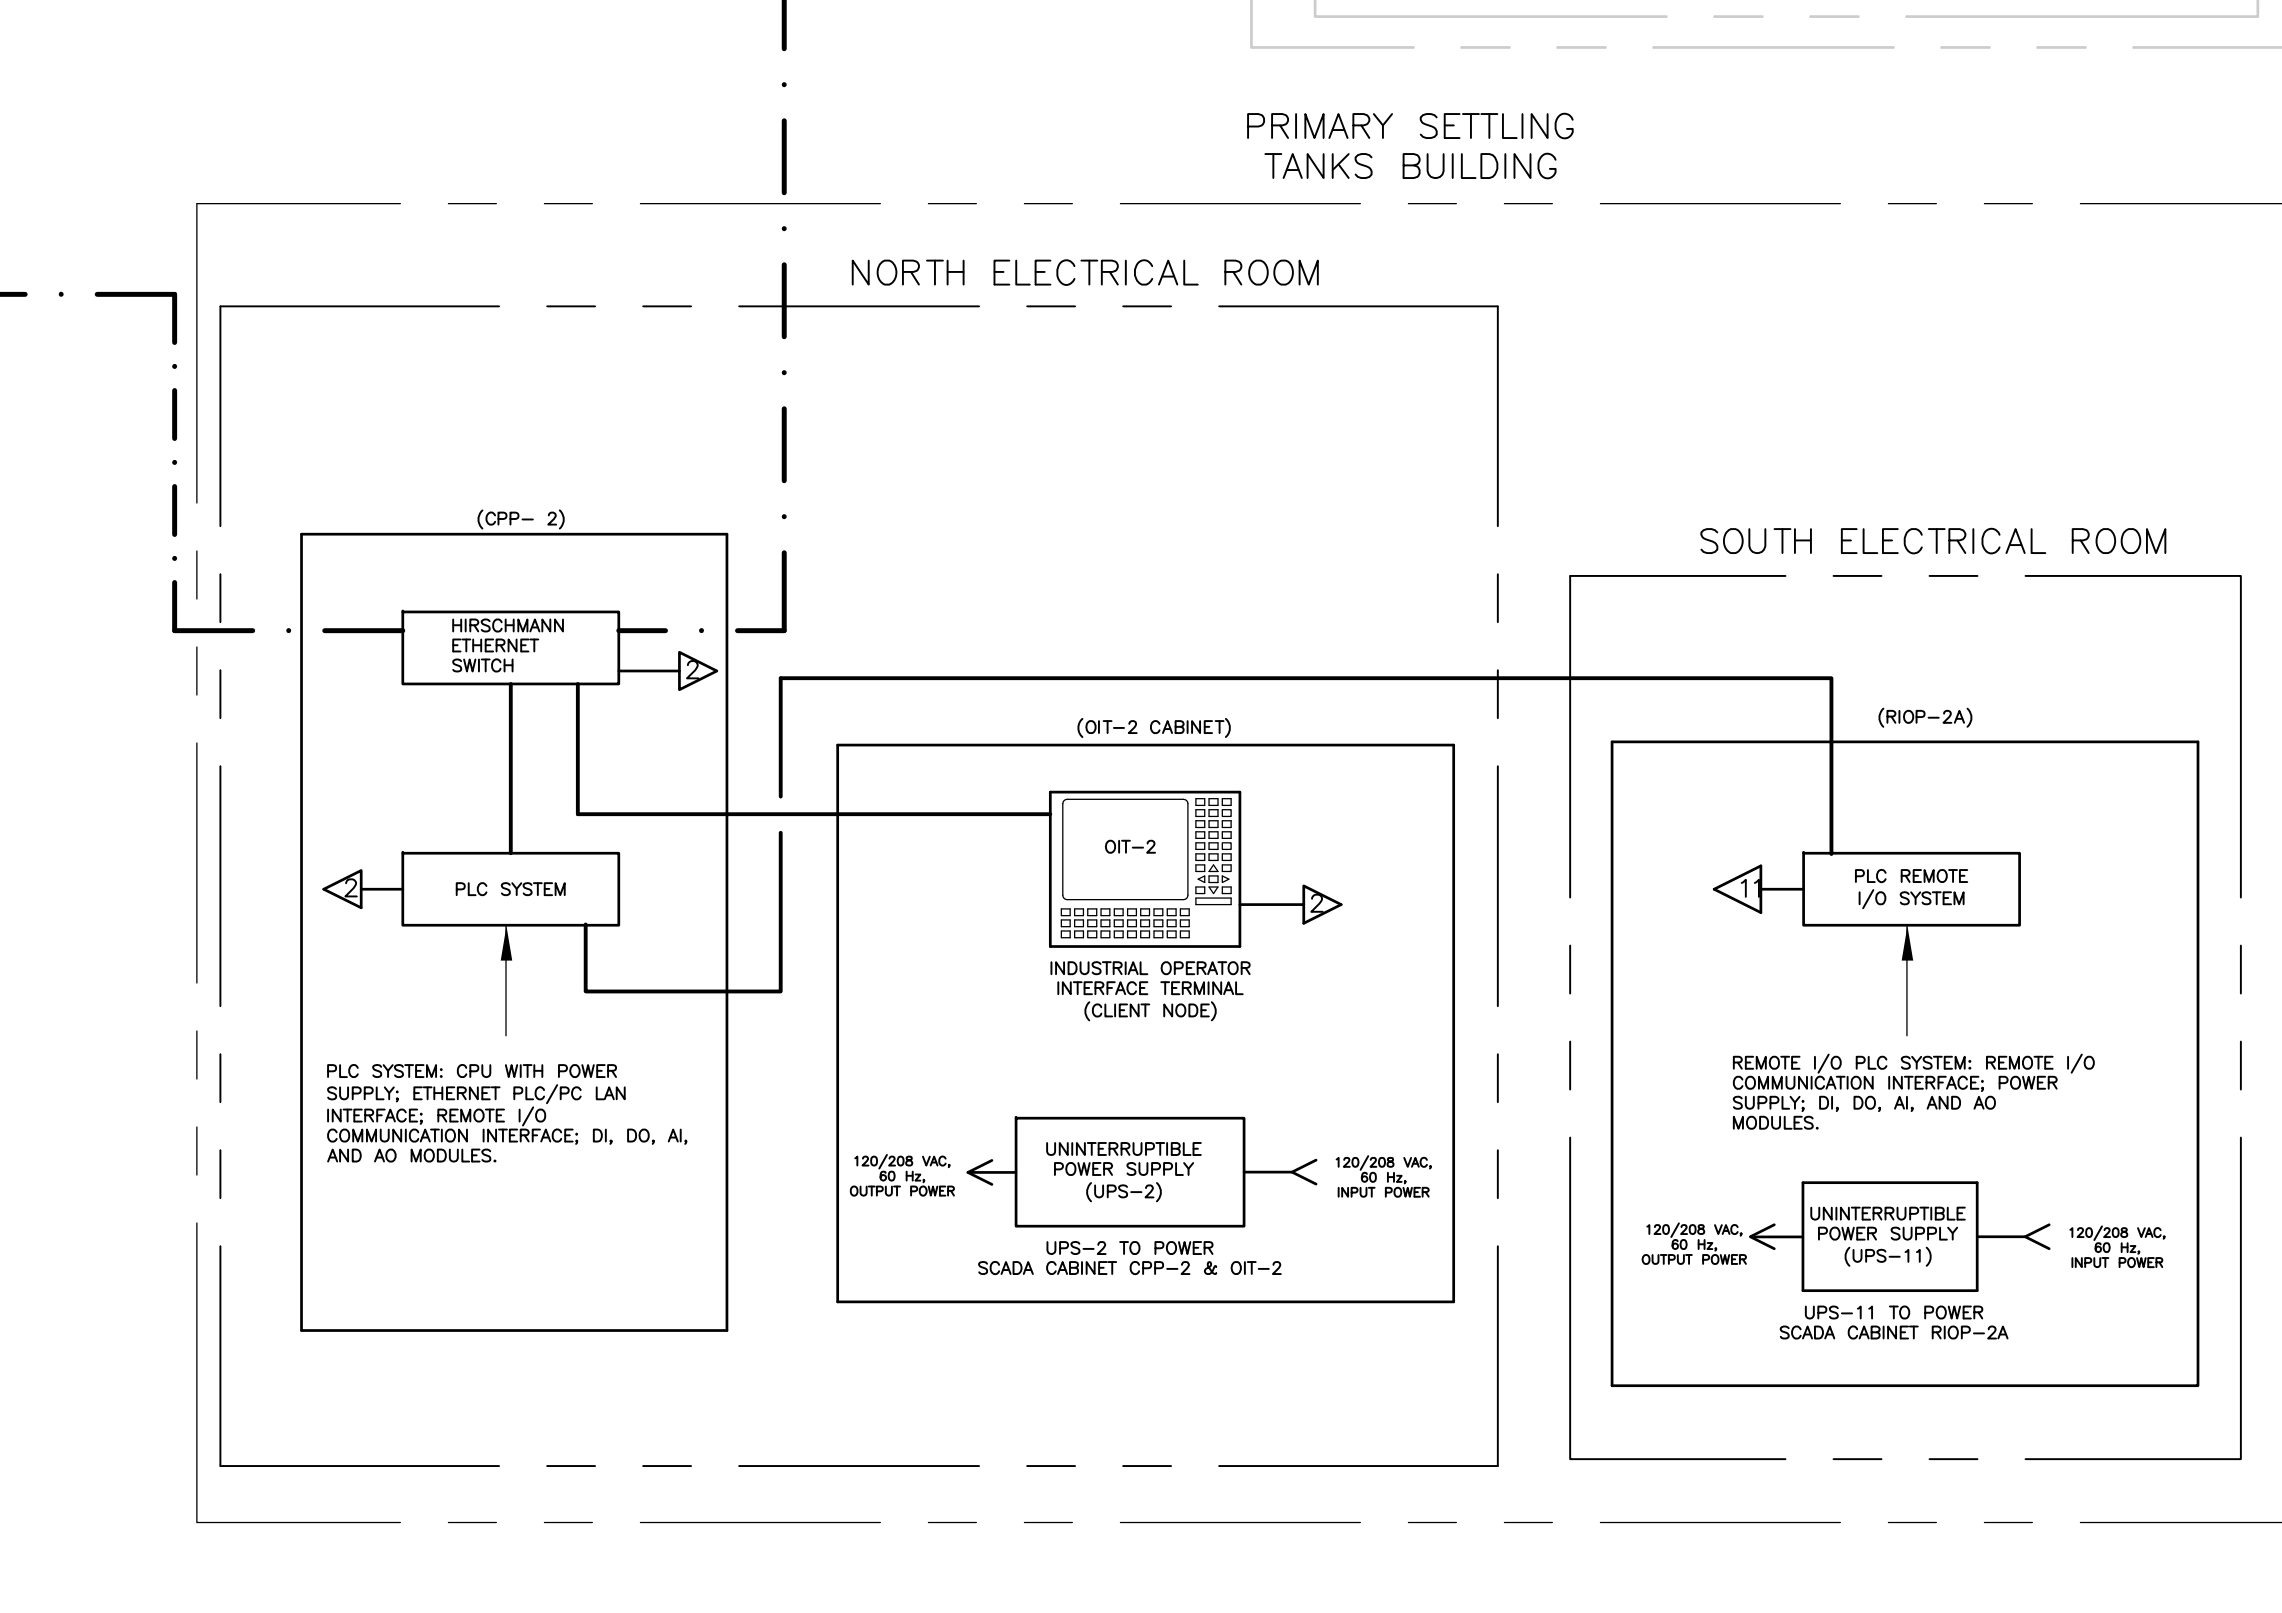 PRIMARY SETTLING
TANKS BUILDING
NORTH ELECTRICAL ROOM
(CPP- 2)
HIRSCHMANN
ETHERNET
SWITCH
2
2
PLC SYSTEM
PLC SYSTEM: CPU WITH POWER
SUPPLY; ETHERNET PLC/PC LAN
INTERFACE; REMOTE I/O
COMMUNICATION INTERFACE; DI, DO, AI,
AND AO MODULES.
(OIT-2 CABINET)
OIT-2
2
INDUSTRIAL OPERATOR
INTERFACE TERMINAL
(CLIENT NODE)
120/208 VAC,
60 Hz,
OUTPUT POWER
UNINTERRUPTIBLE
POWER SUPPLY
(UPS-2)
120/208 VAC,
60 Hz,
INPUT POWER
UPS-2 TO POWER
SCADA CABINET CPP-2 & OIT-2
SOUTH ELECTRICAL ROOM
(RIOP-2A)
11
PLC REMOTE
I/O SYSTEM
REMOTE I/O PLC SYSTEM: REMOTE I/O
COMMUNICATION INTERFACE; POWER
SUPPLY; DI, DO, AI, AND AO
MODULES.
120/208 VAC,
60 Hz,
OUTPUT POWER
UNINTERRUPTIBLE
POWER SUPPLY
(UPS-11)
120/208 VAC,
60 Hz,
INPUT POWER
UPS-11 TO POWER
SCADA CABINET RIOP-2A